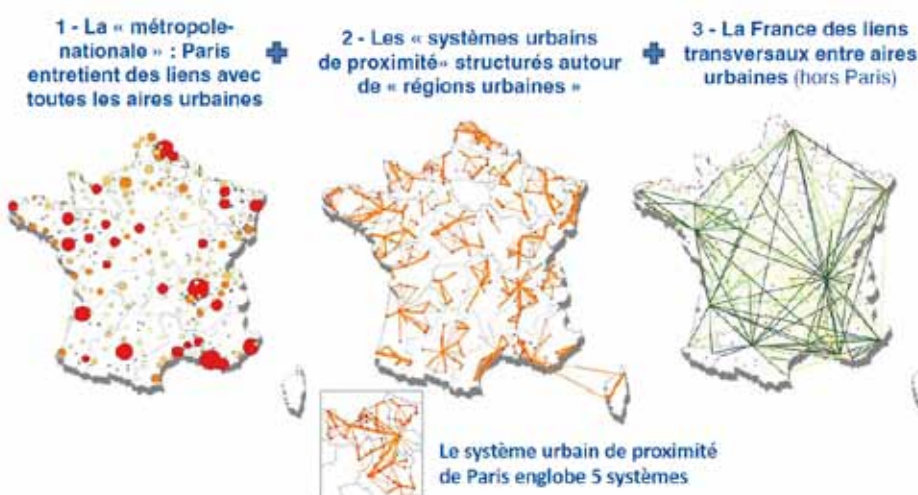 1 - La « métropole-
nationale » : Paris
entretient des liens avec
toutes les aires urbaines
2 - Les « systèmes urbains
de proximité» structurés autour
de « régions urbaines »
3 - La France des liens
transversaux entre aires
urbaines (hors Paris)
Le système urbain de proximité
de Paris englobe 5 systèmes